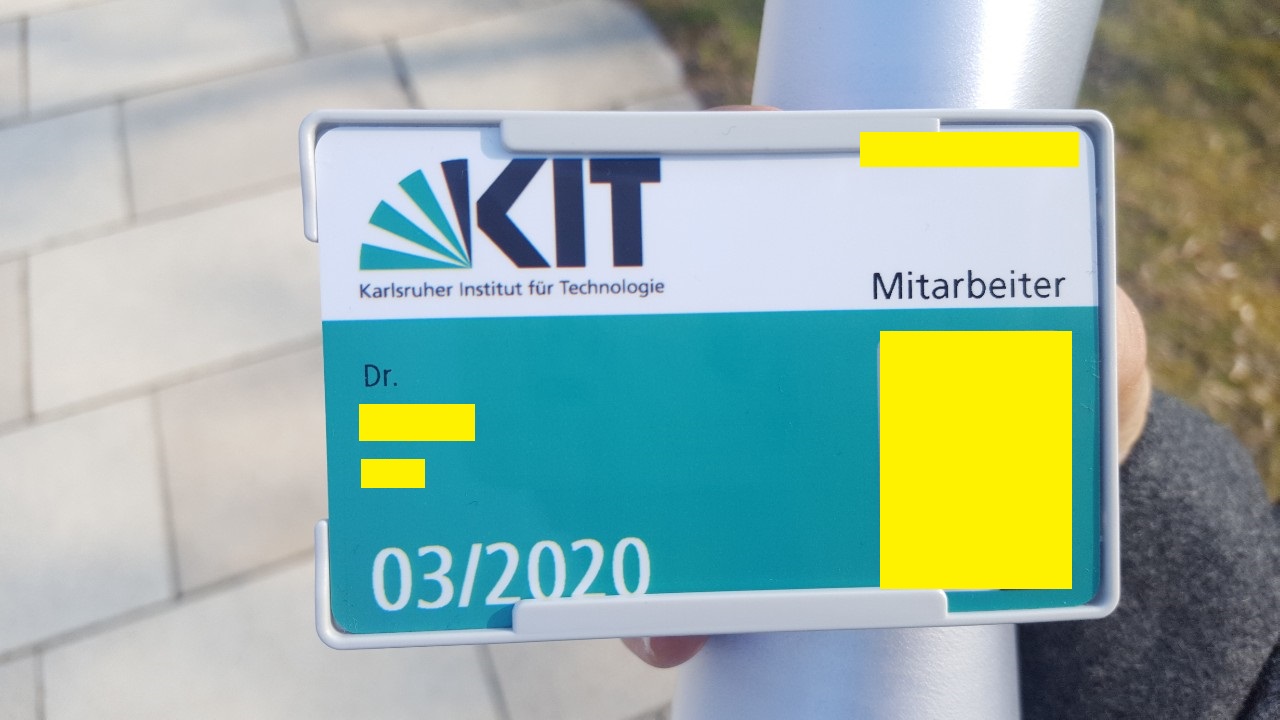 KIT
Karlsruher Institut für Technologie
Mitarbeiter
Dr.
03/2020